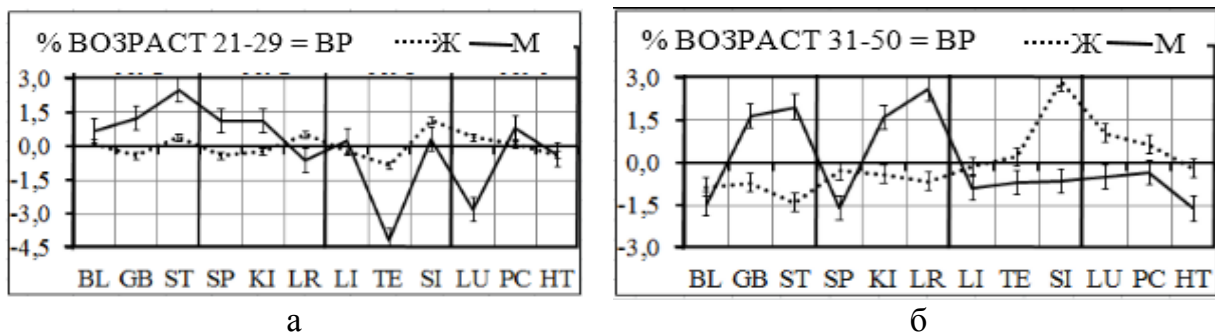 % ВОЗРАСТ 21-29 = ВР Ж М
3,0
1,5
0,0
-1,5
-3,0
-4,5
BL GB ST SP KI LR LI TE SI LU PC HT
а
% ВОЗРАСТ 31-50 = ВР Ж М
3,0
1,5
0,0
-1,5
-3,0
BL GB ST SP KI LR LI TE SI LU PC HT
б